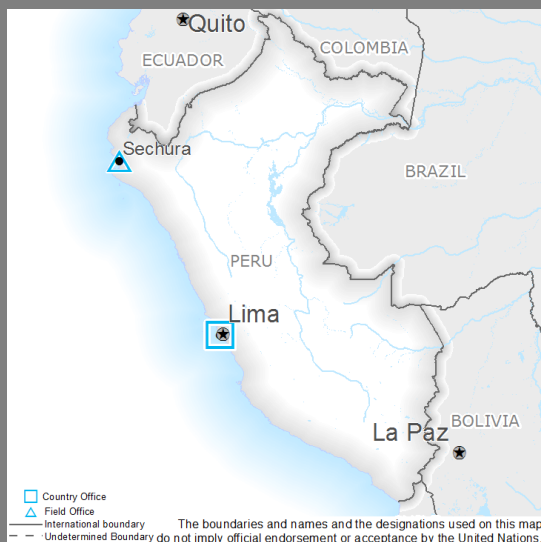 Quito
COLOMBIA
ECUADOR
Sechura
BRAZIL
PERU
Lima
BOLIVIA
La Paz
Country Office
Field Office
International boundary
Undetermined Boundary
The boundaries and names and the designations used on this map
do not imply official endorsement or acceptance by the United Nations.